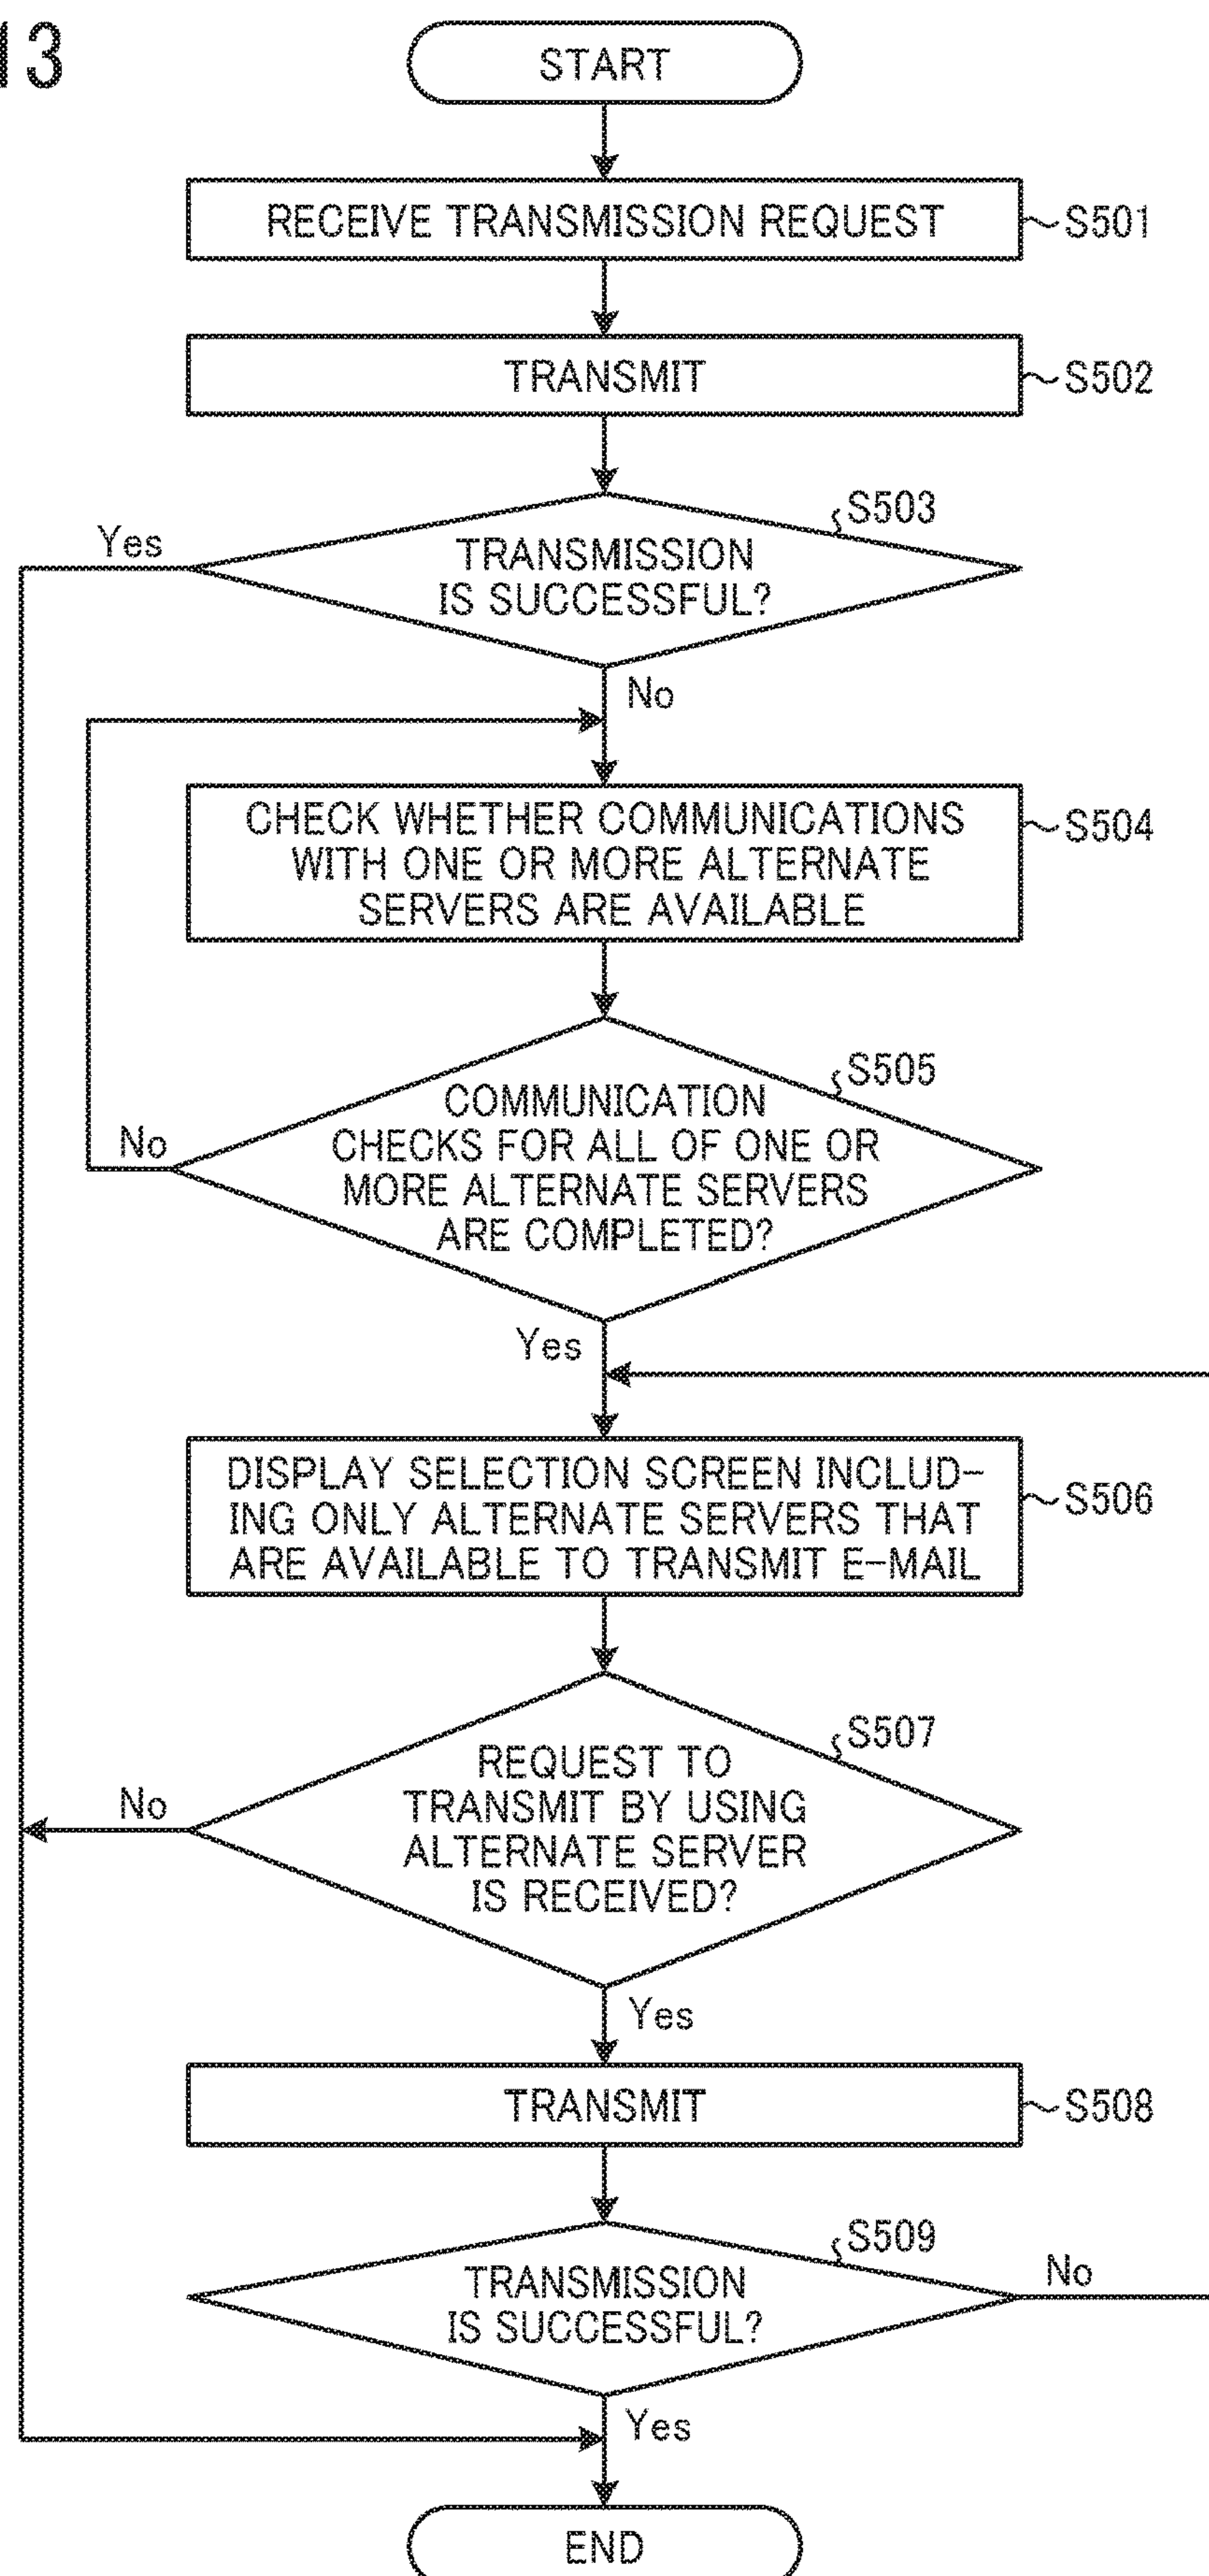 13
START
RECEIVE TRANSMISSION REQUEST
S501
TRANSMIT
S502
S503
Yes
TRANSMISSION
IS SUCCESSFUL?
No
CHECK WHETHER COMMUNICATIONS
WITH ONE OR MORE ALTERNATE
SERVERS ARE AVAILABLE
S504
S505
COMMUNICATION
CHECKS FOR ALL OF ONE OR
MORE ALTERNATE SERVERS
ARE COMPLETED?
No
Yes
DISPLAY SELECTION SCREEN INCLUD-
ING ONLY ALTERNATE SERVERS THAT
ARE AVAILABLE TO TRANSMIT E-MAIL
S506
S507
REQUEST TO
TRANSMIT BY USING
ALTERNATE SERVER
IS RECEIVED?
No
Yes
TRANSMIT
S508
S509
TRANSMISSION
IS SUCCESSFUL?
No
Yes
END